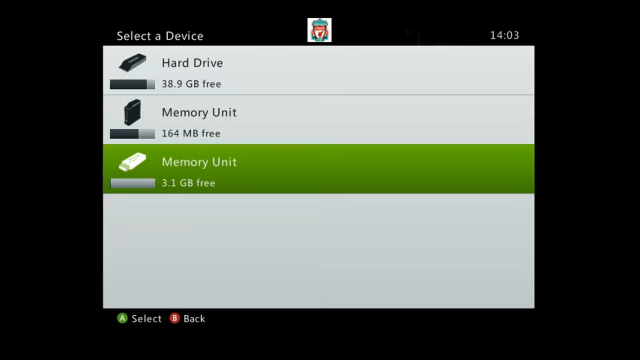 Select a Device
14:03
Hard Drive
38.9 GB free
Memory Unit
164 MB free
Memory Unit
3.1 GB free
A Select B Back